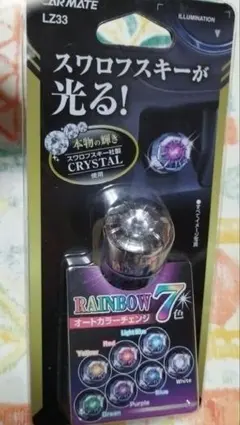 CARMATE
LZ33
ILLUMINATION
スワロフスキーが
光る!
本物の輝き
スワロフスキー社製
CRYSTAL
使用
RAINBOW 7色
オートカラーチェンジ
Light Blue
Red
Yellow
White
Blue
Purple
Green